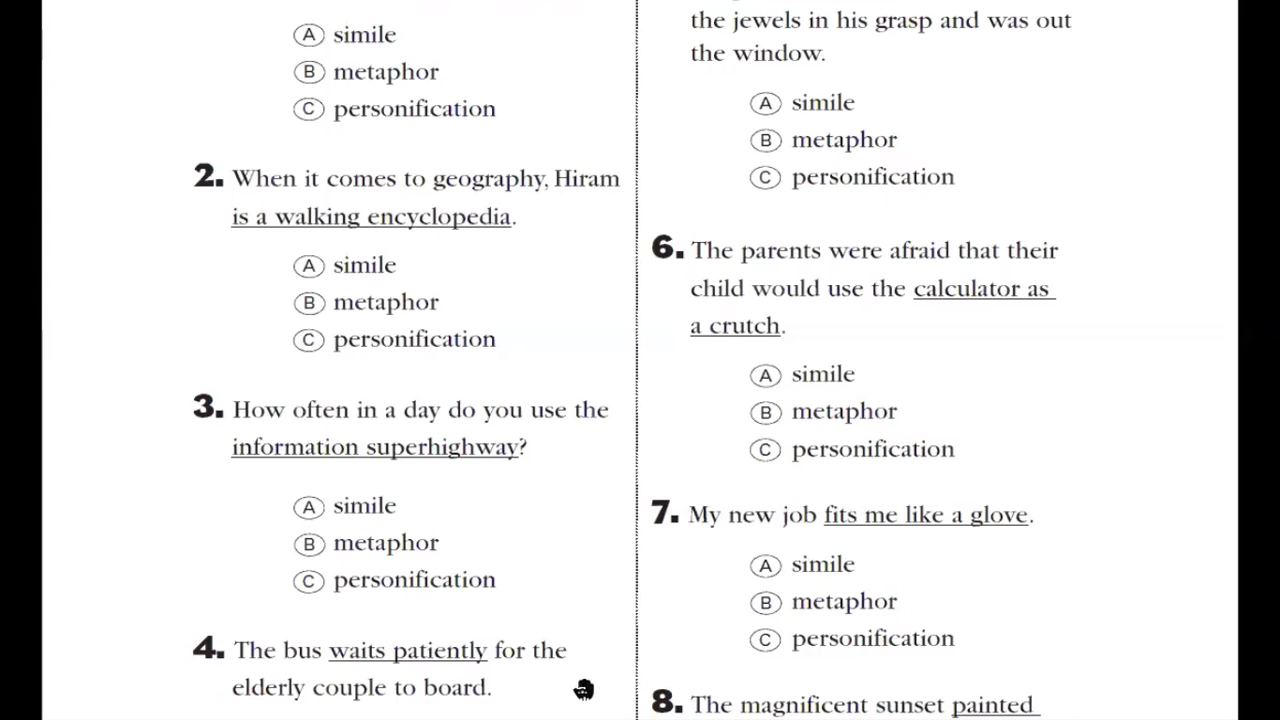 A simile
B metaphor
C personification
2. When it comes to geography, Hiram
is a walking encyclopedia.
A simile
B metaphor
C personification
3. How often in a day do you use the
information superhighway?
A simile
B metaphor
C personification
4. The bus waits patiently for the
elderly couple to board.
the jewels in his grasp and was out
the window.
A simile
B metaphor
C personification
6. The parents were afraid that their
child would use the calculator as
a crutch.
A simile
B metaphor
C personification
7. My new job fits me like a glove.
A simile
B metaphor
C personification
8. The magnificent sunset painted